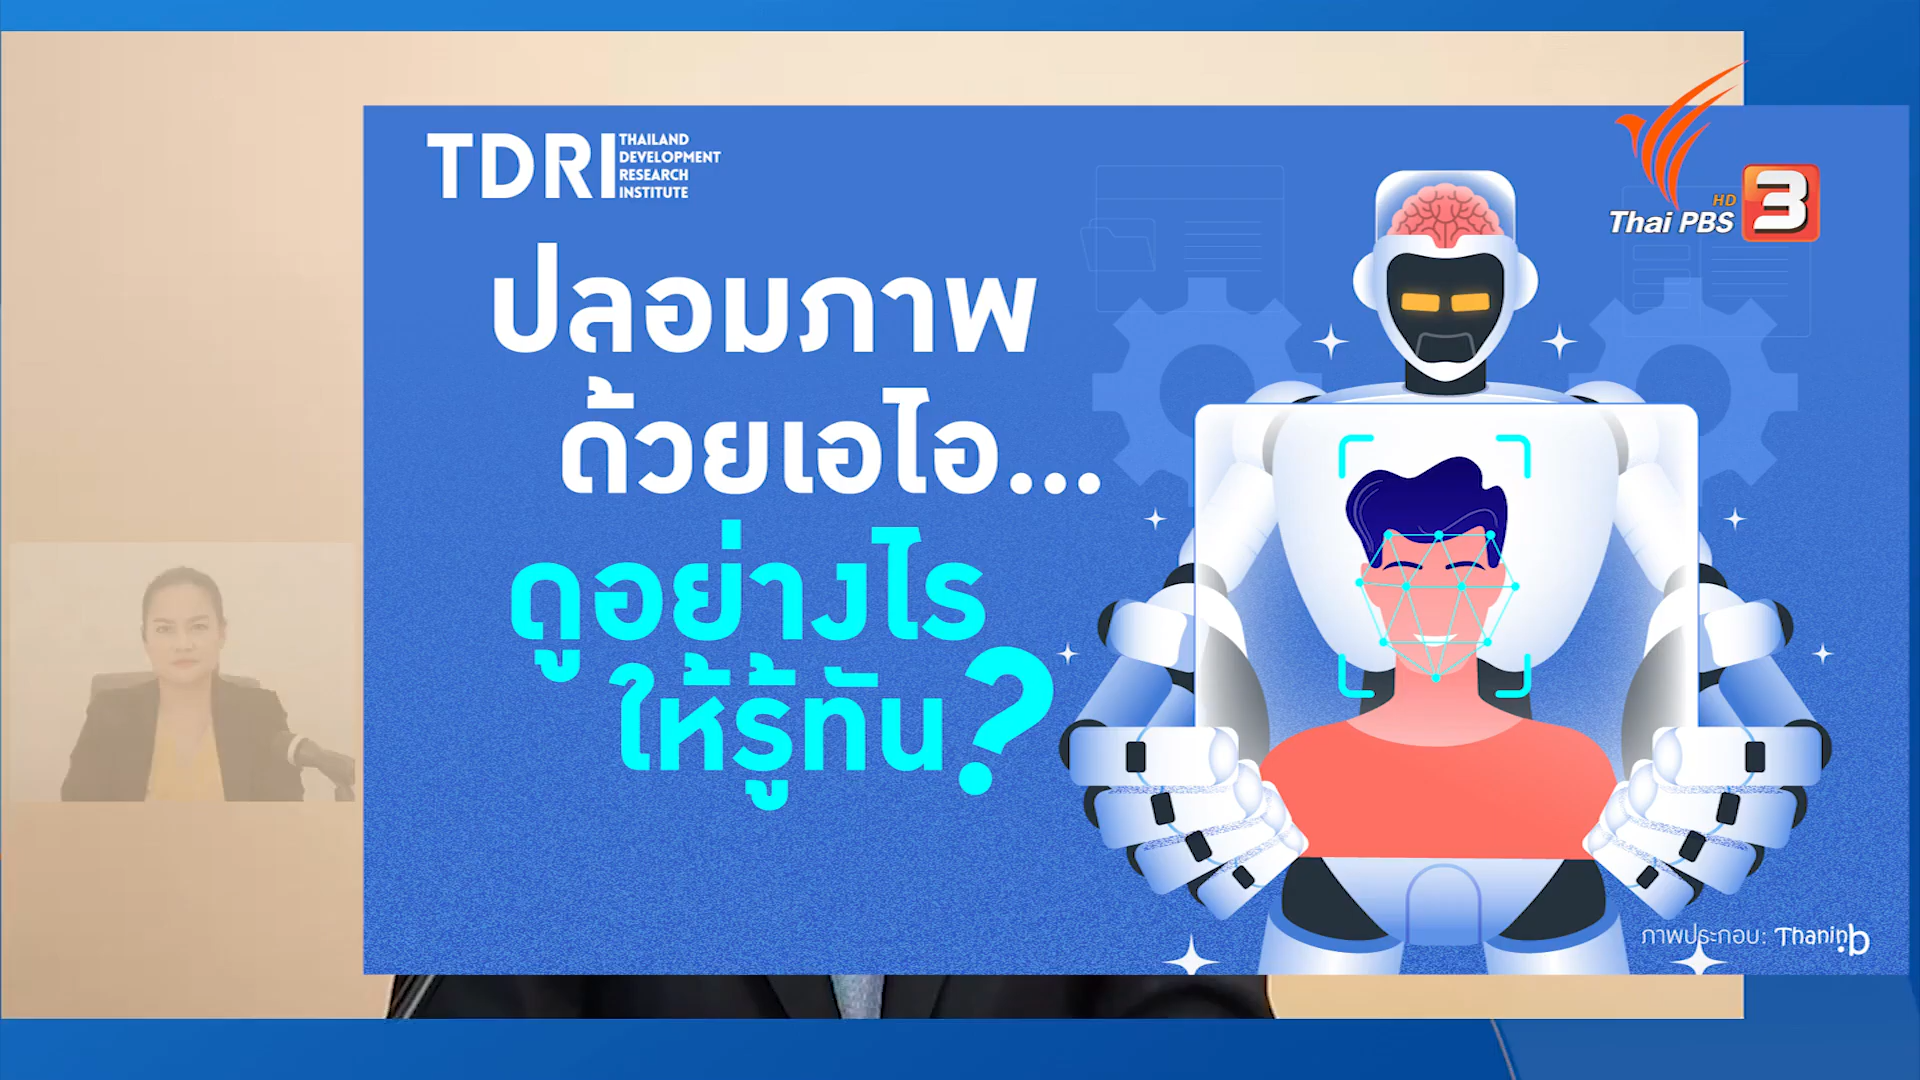 TDRI
THAILAND
DEVELOPMENT
RESEARCH
INSTITUTE
HD
Thai PBS 3
ปลอมภาพ
ด้วยเอไอ...
ดูอย่างไร
ให้รู้ทัน?
ภาพประกอบ: Thanin.b